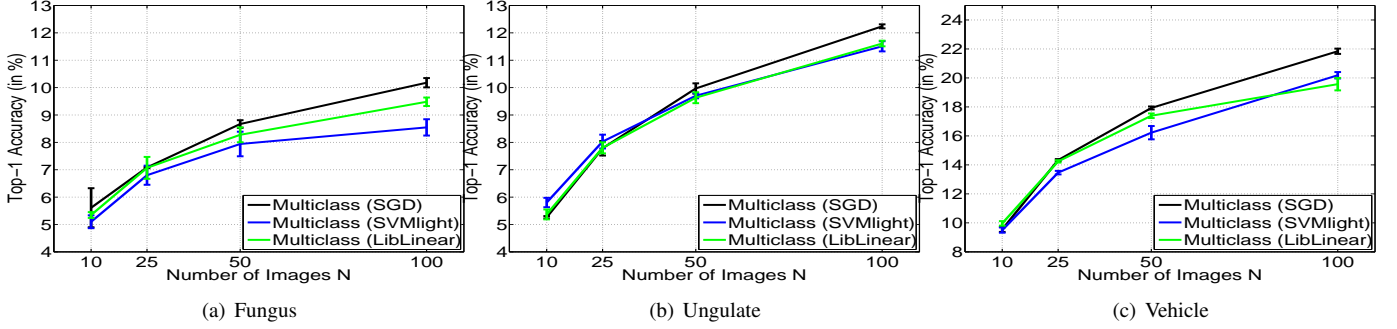 13
12
11
10
9
8
7
6
5
4
Top-1 Accuracy (in %)
Multiclass (SGD)
Multiclass (SVMlight)
Multiclass (LibLinear)
10 25 50 100
Number of Images N
(a) Fungus
13
12
11
10
9
8
7
6
5
4
Top-1 Accuracy (in %)
Multiclass (SGD)
Multiclass (SVMlight)
Multiclass (LibLinear)
10 25 50 100
Number of Images N
(b) Ungulate
24
22
20
18
16
14
12
10
8
Top-1 Accuracy (in %)
Multiclass (SGD)
Multiclass (SVMlight)
Multiclass (LibLinear)
10 25 50 100
Number of Images N
(c) Vehicle